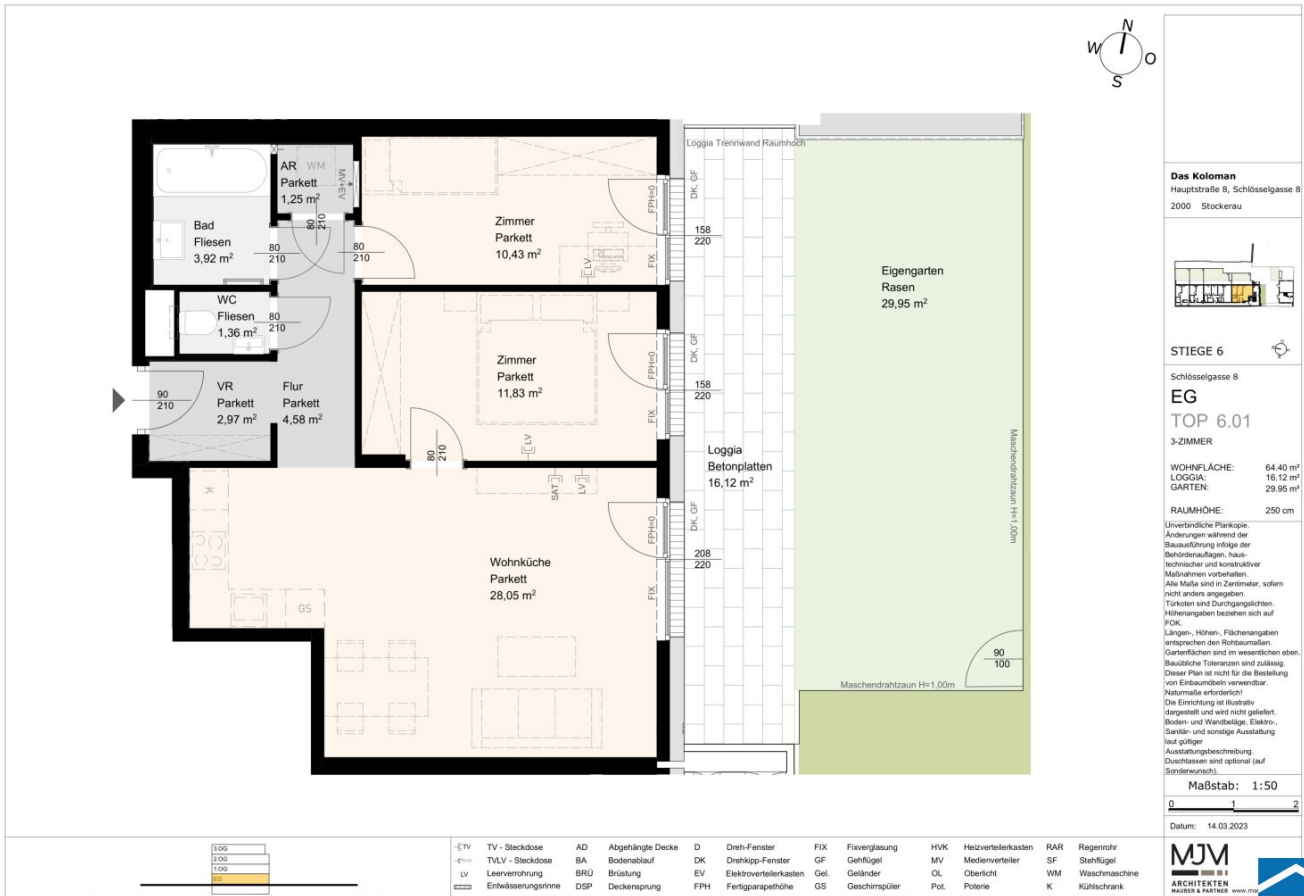 N
W
O
S
Loggia Trennwand Raumhoch
AR
WM
Parkett
1,25 m²
MV+EV
80
210
Bad
Fliesen
3,92 m²
80
210
80
210
Zimmer
Parkett
10,43 m²
LV
FPH=0
FIX
DK, GF
158
220
Eigengarten
Rasen
29,95 m²
WC
Fliesen
1,36 m²
80
210
Zimmer
Parkett
11,83 m²
LV
FPH=0
FIX
DK, GF
158
220
90
210
VR
Parkett
2,97 m²
Flur
Parkett
4,58 m²
80
210
Loggia
Betonplatten
16,12 m²
K
GS
SAT
LV
Wohnküche
Parkett
28,05 m²
FPH=0
FIX
DK, GF
208
220
Maschendrahtzaun H=1,00m
Maschendrahtzaun H=1,00m
90
100
Das Koloman
Hauptstraße 8, Schlösselgasse 8
2000 Stockerau
STIEGE 6
Schlösselgasse 8
EG
TOP 6.01
3-ZIMMER
WOHNFLÄCHE: 64.40 m²
LOGGIA: 16.12 m²
GARTEN: 29.95 m²
RAUMHÖHE: 250 cm
Unverbindliche Plankopie.
Änderungen während der
Bauausführung infolge der
Behördenauflagen, haus-
technischer und konstruktiver
Maßnahmen vorbehalten.
Alle Maße sind in Zentimeter, sofern
nicht anders angegeben.
Türkoten sind Durchgangslichten.
Höhenangaben beziehen sich auf
FOK.
Längen-, Höhen-, Flächenangaben
entsprechen den Rohbaumaßen.
Gartenflächen sind im wesentlichen eben.
Bauübliche Toleranzen sind zulässig.
Dieser Plan ist nicht für die Bestellung
von Einbaumöbeln verwendbar.
Naturmaße erforderlich!
Die Einrichtung ist illustrativ
dargestellt und wird nicht geliefert.
Boden- und Wandbeläge, Elektro-,
Sanitär- und sonstige Ausstattung
laut gültiger
Ausstattungsbeschreibung.
Duschtassen sind optional (auf
Sonderwunsch).
Maßstab: 1:50
0 1 2
Datum: 14.03.2023
MJM
ARCHITEKTEN
MAURER & PARTNER
www.ma
3.OG
2.OG
1.OG
EG
TV TV - Steckdose AD Abgehängte Decke D Dreh-Fenster FIX Fixverglasung HVK Heizverteilerkasten RAR Regenrohr
TVLV - Steckdose BA Bodenablauf DK Drehkipp-Fenster GF Gehflügel MV Medienverteiler SF Stehflügel
LV Leerverrohrung BRÜ Brüstung EV Elektroverteilerkasten Gel. Geländer OL Oberlicht WM Waschmaschine
Entwässerungsrinne DSP Deckensprung FPH Fertigparapethöhe GS Geschirrspüler Pot. Poterie K Kühlschrank